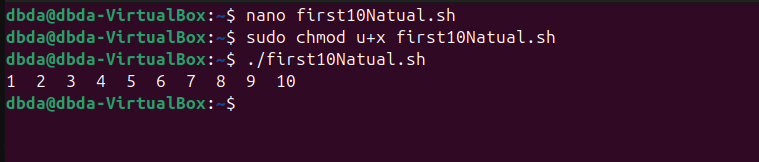 dbda@dbda-VirtualBox:~$ nano first10Natual.sh
dbda@dbda-VirtualBox:~$ sudo chmod u+x first10Natual.sh
dbda@dbda-VirtualBox:~$ ./first10Natual.sh
1  2  3  4  5  6  7  8  9  10
dbda@dbda-VirtualBox:~$